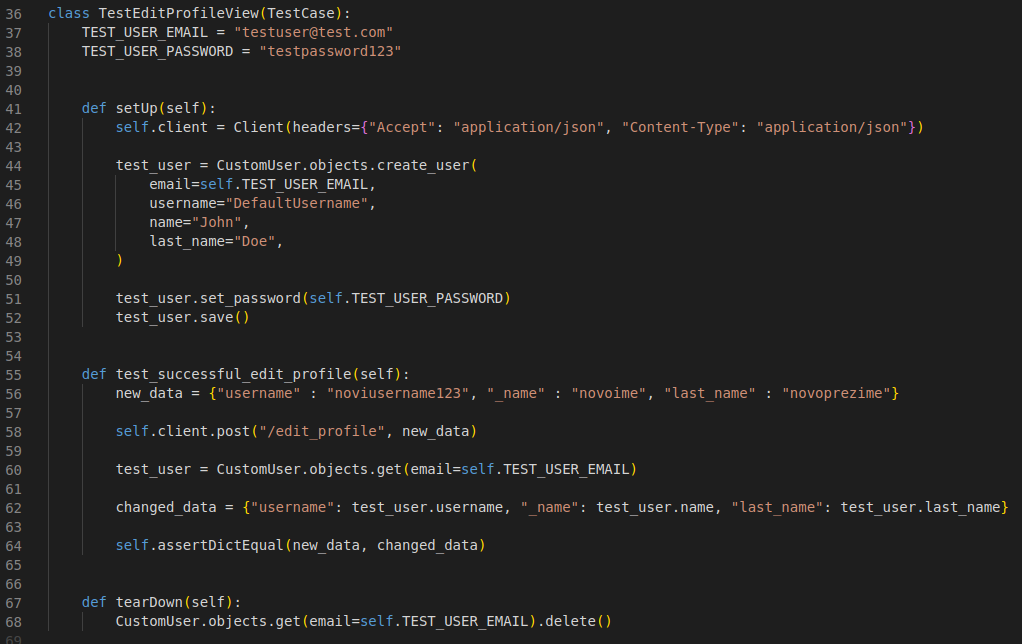 36 class TestEditProfileView(TestCase):
37     TEST_USER_EMAIL = "testuser@test.com"
38     TEST_USER_PASSWORD = "testpassword123"
39
40
41     def setUp(self):
42         self.client = Client(headers={"Accept": "application/json", "Content-Type": "application/json"})
43
44         test_user = CustomUser.objects.create_user(
45             email=self.TEST_USER_EMAIL,
46             username="DefaultUsername",
47             name="John",
48             last_name="Doe",
49         )
50
51         test_user.set_password(self.TEST_USER_PASSWORD)
52         test_user.save()
53
54
55     def test_successful_edit_profile(self):
56         new_data = {"username" : "noviusername123", "_name" : "novoime", "last_name" : "novoprezime"}
57
58         self.client.post("/edit_profile", new_data)
59
60         test_user = CustomUser.objects.get(email=self.TEST_USER_EMAIL)
61
62         changed_data = {"username": test_user.username, "_name": test_user.name, "last_name": test_user.last_name}
63
64         self.assertDictEqual(new_data, changed_data)
65
66
67     def tearDown(self):
68         CustomUser.objects.get(email=self.TEST_USER_EMAIL).delete()
69